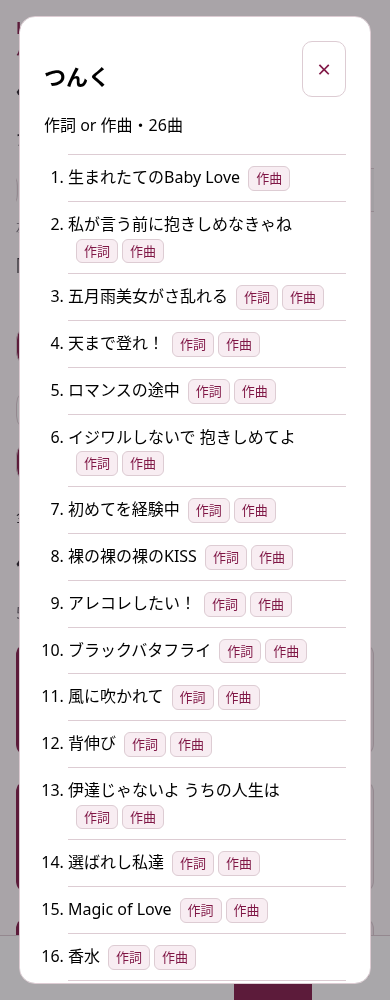 つんく
×
作詞 or 作曲・26曲
1. 生まれたてのBaby Love 作曲
2. 私が言う前に抱きしめなきゃね
作詞 作曲
3. 五月雨美女がさ乱れる 作詞 作曲
4. 天まで登れ！ 作詞 作曲
5. ロマンスの途中 作詞 作曲
6. イジワルしないで 抱きしめてよ
作詞 作曲
7. 初めてを経験中 作詞 作曲
8. 裸の裸の裸のKISS 作詞 作曲
9. アレコレしたい！ 作詞 作曲
10. ブラックバタフライ 作詞 作曲
11. 風に吹かれて 作詞 作曲
12. 背伸び 作詞 作曲
13. 伊達じゃないよ うちの人生は
作詞 作曲
14. 選ばれし私達 作詞 作曲
15. Magic of Love 作詞 作曲
16. 香水 作詞 作曲